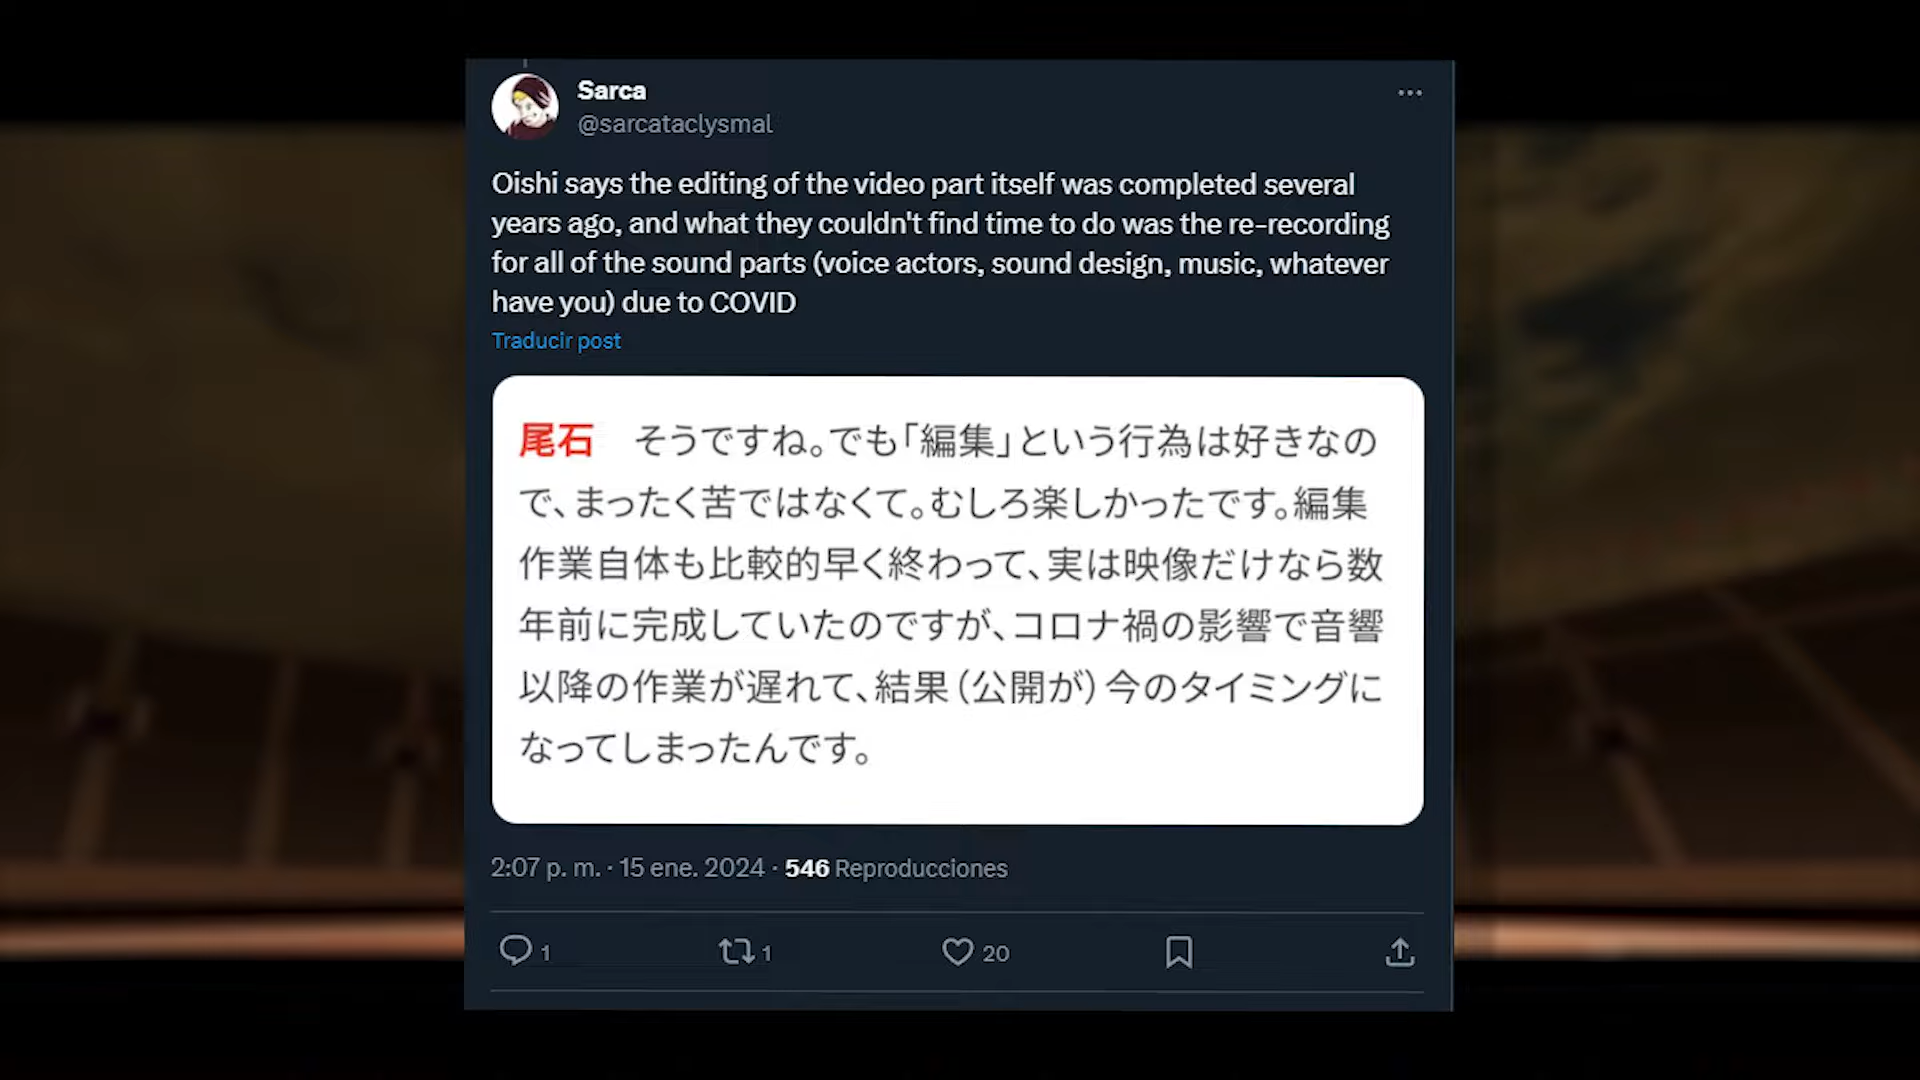 Sarca
@sarcataclysmal
Oishi says the editing of the video part itself was completed several
years ago, and what they couldn't find time to do was the re-recording
for all of the sound parts (voice actors, sound design, music, whatever
have you) due to COVID
Traducir post
尾石　そうですね。でも「編集」という行為は好きなの
で、まったく苦ではなくて。むしろ楽しかったです。編集
作業自体も比較的早く終わって、実は映像だけなら数
年前に完成していたのですが、コロナ禍の影響で音響
以降の作業が遅れて、結果（公開が）今のタイミングに
なってしまったんです。
2:07 p. m. · 15 ene. 2024 · 546 Reproducciones
1 1 20